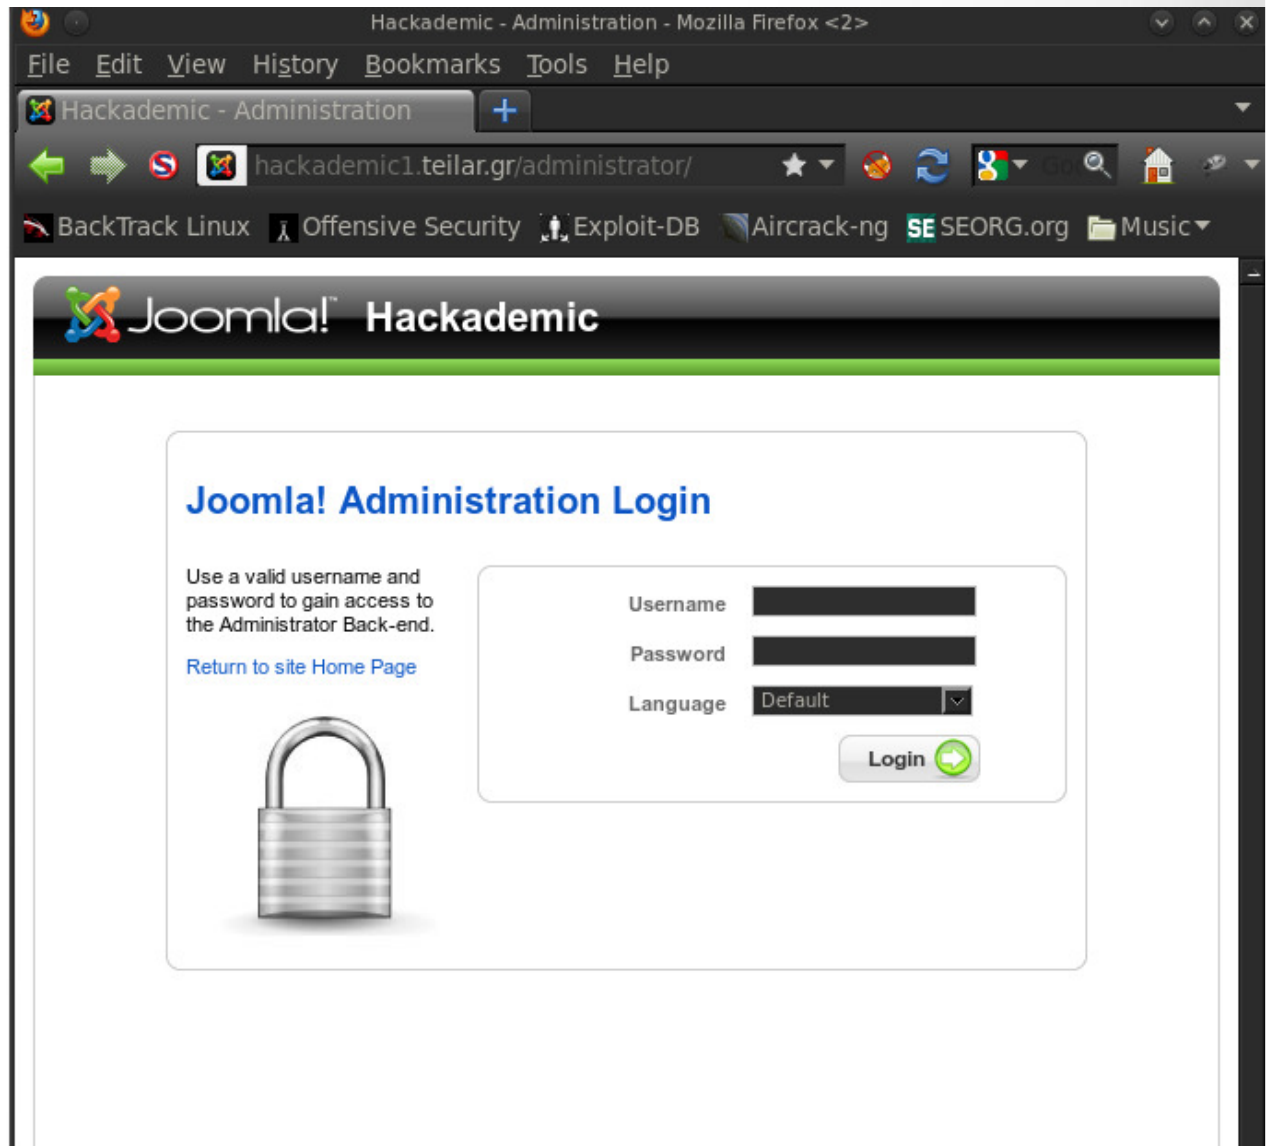 Hackademic - Administration - Mozilla Firefox <2>
File Edit View History Bookmarks Tools Help
Hackademic - Administration
hackademic1.teilar.gr/administrator/
BackTrack Linux Offensive Security Exploit-DB Aircrack-ng SE SEORG.org Music
Joomla! Hackademic
Joomla! Administration Login
Use a valid username and
password to gain access to
the Administrator Back-end.
Return to site Home Page
Username
Password
Language Default
Login